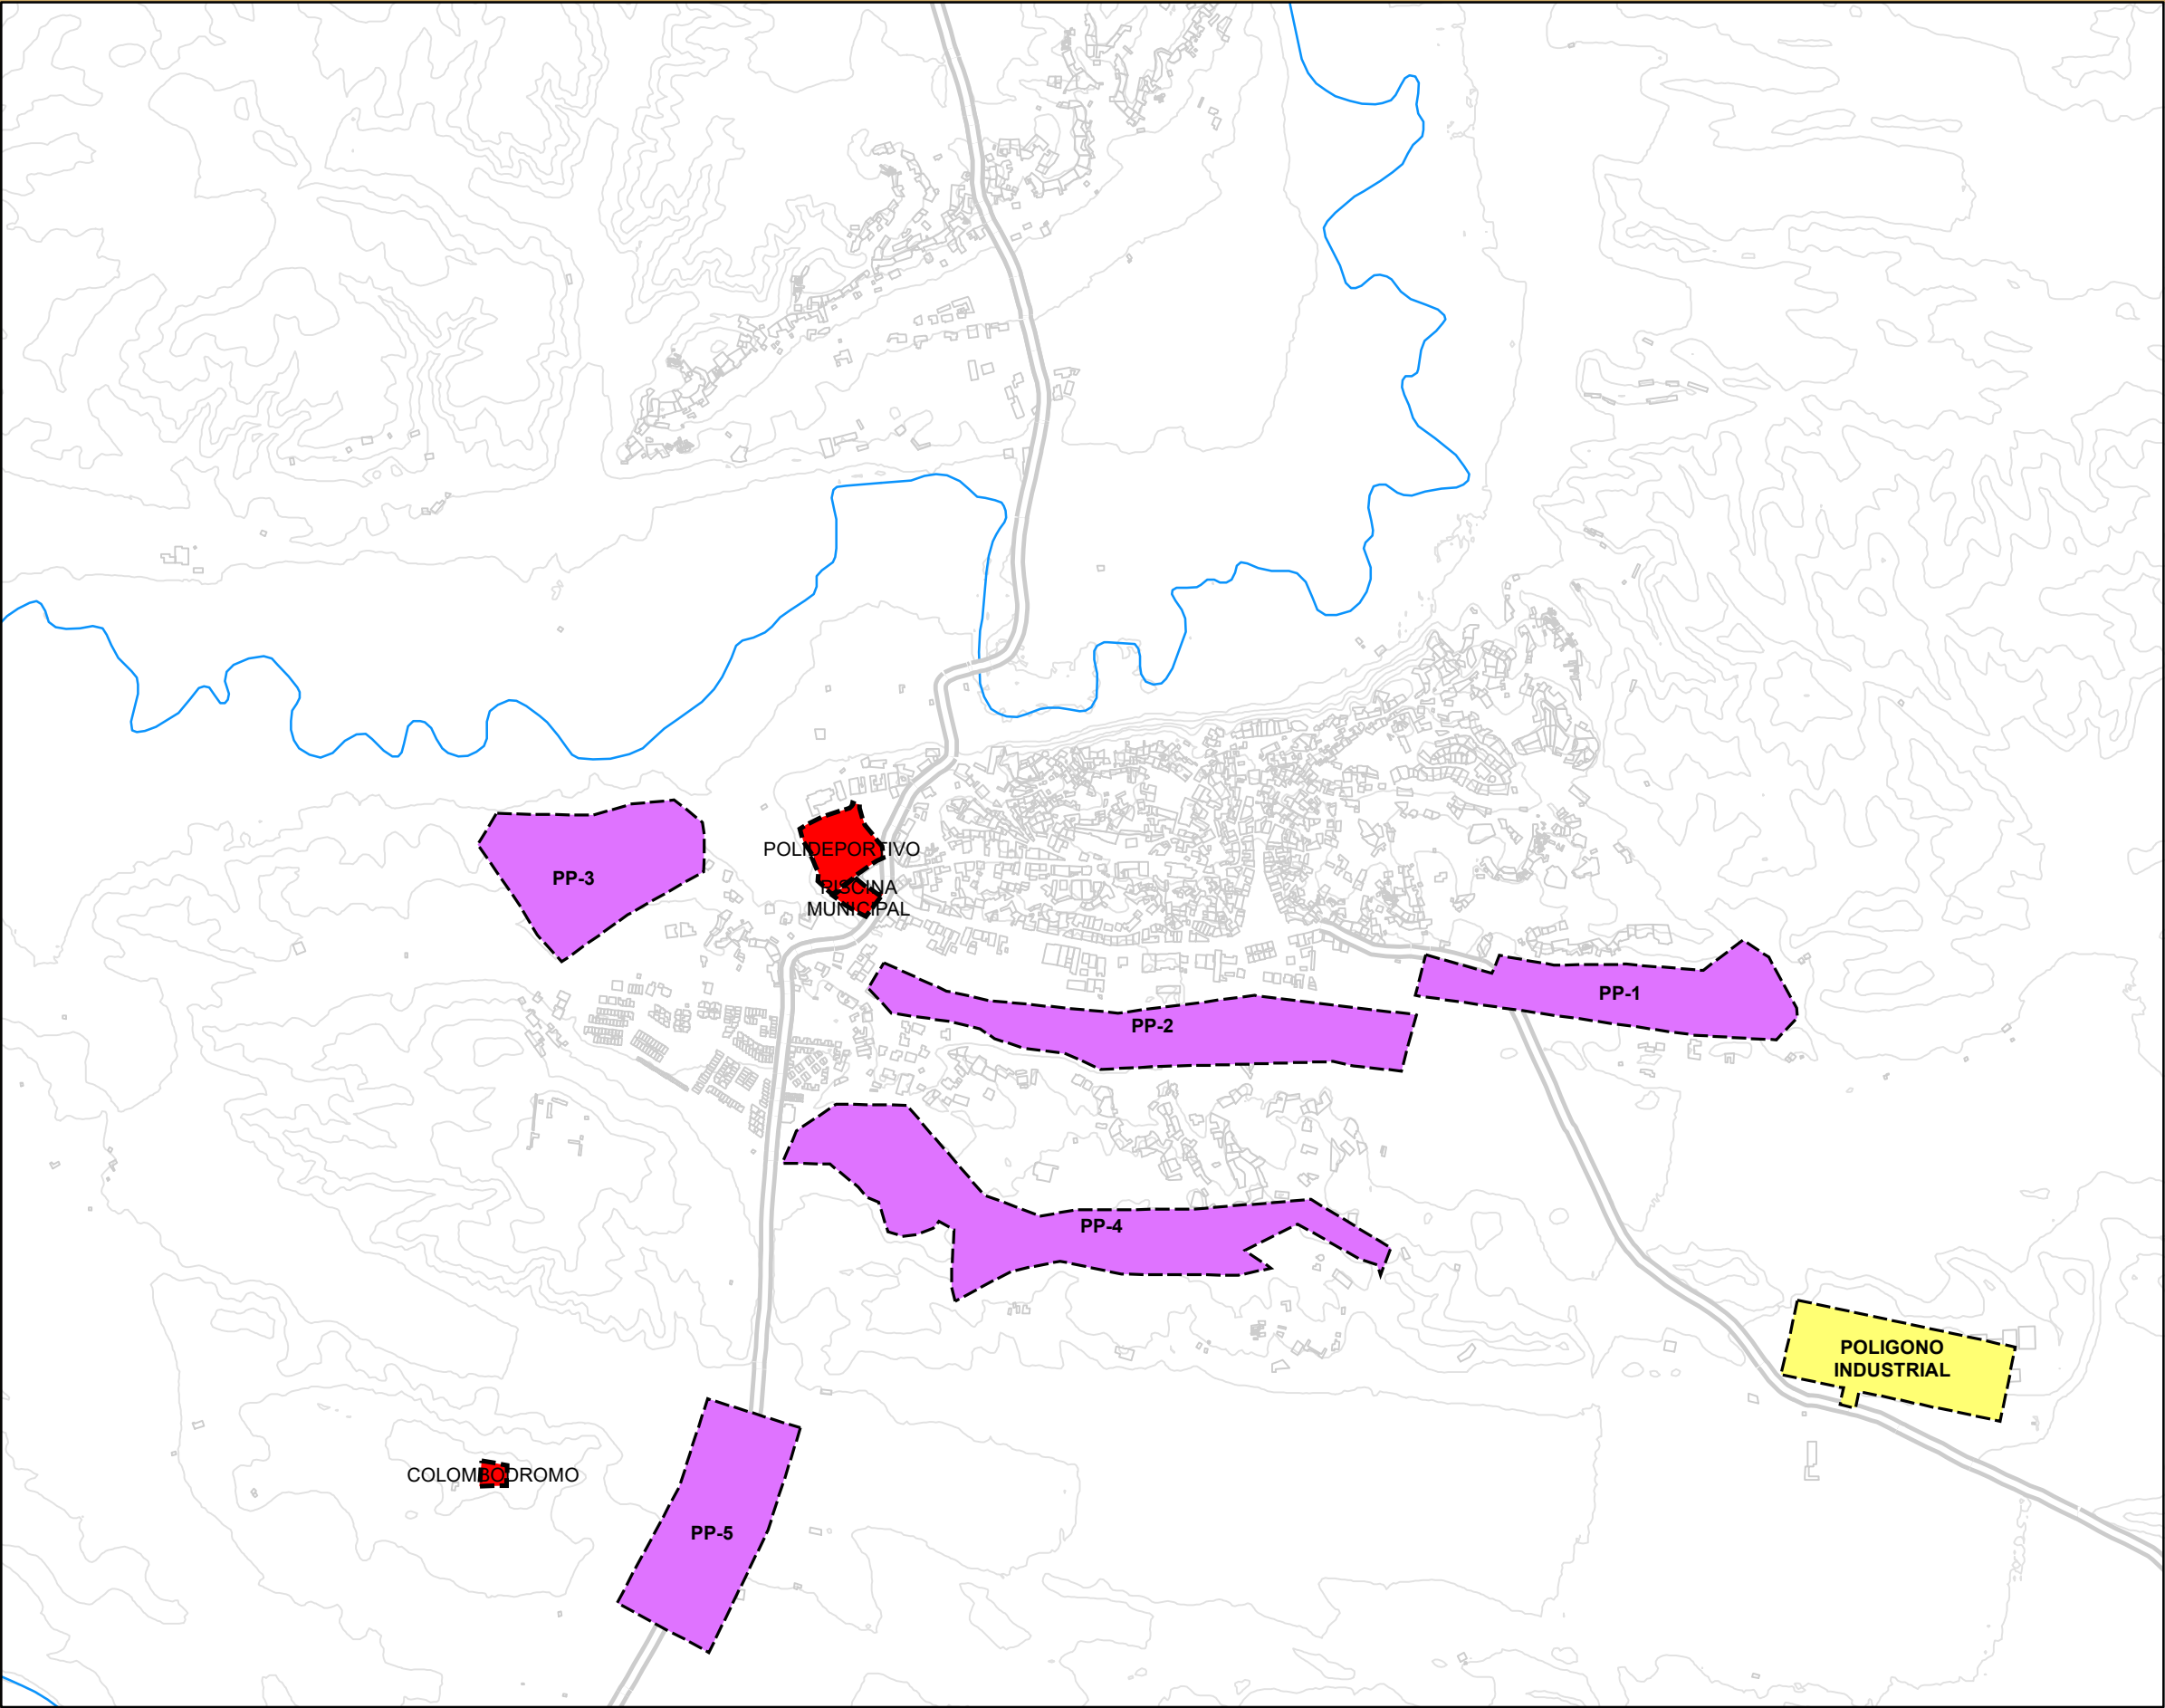 POLIDEPORTIVO
PP-3
PISCINA
MUNICIPAL
PP-1
PP-2
PP-4
POLIGONO
INDUSTRIAL
COLOMBODROMO
PP-5